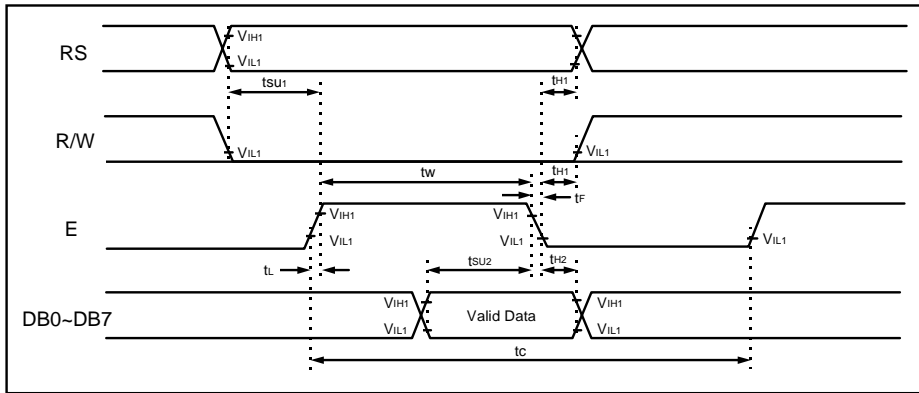 RS
VIH1
VIL1
tsu1
tH1
R/W
VIL1
VIL1
tw
tH1
tF
E
VIH1
VIH1
VIL1
VIL1
VIL1
tL
tSU2
tH2
DB0~DB7
VIH1
Valid Data
VIH1
VIL1
VIL1
tc